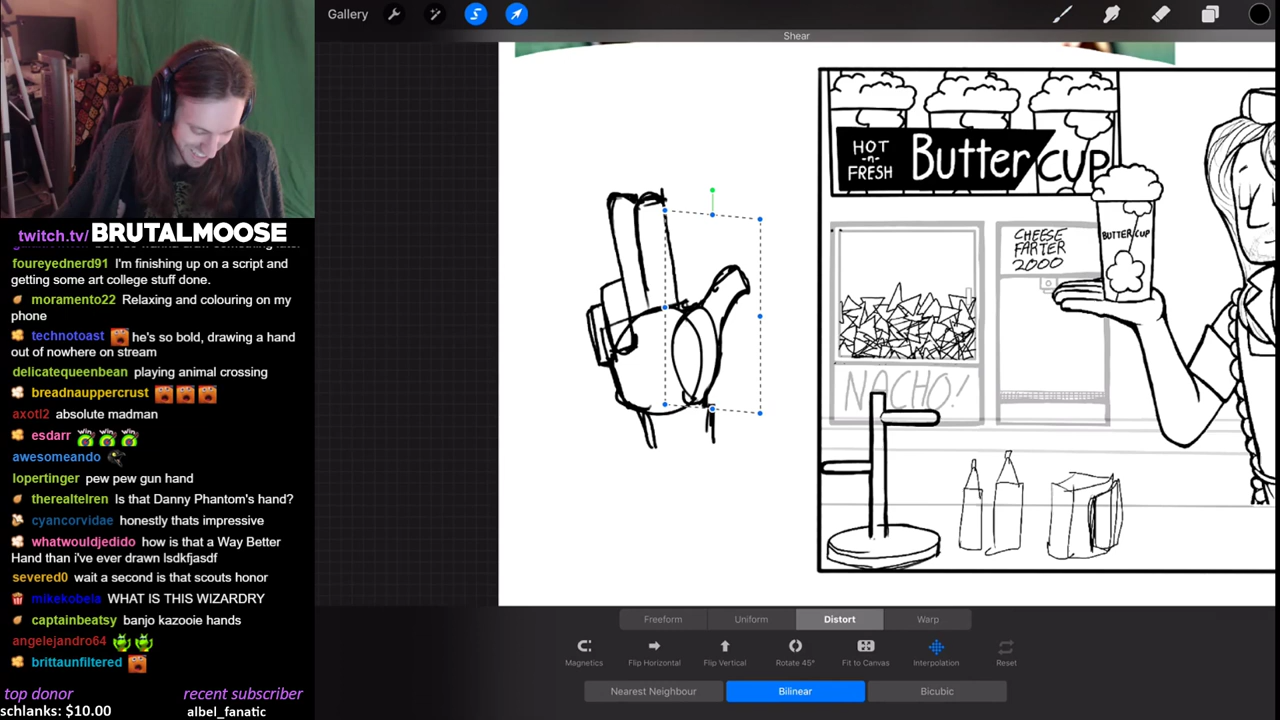 Gallery
Shear
twitch.tv/BRUTALMOOSE
foureyednerd91 I'm finishing up on a script and
getting some art college stuff done.
moramento22 Relaxing and colouring on my
phone
technotoast he's so bold, drawing a hand
out of nowhere on stream
delicatequeenbean playing animal crossing
breadnauppercrust
axotl2 absolute madman
esdarr
awesomeando
lopertinger pew pew gun hand
therealtelren Is that Danny Phantom's hand?
cyancorvidae honestly thats impressive
whatwouldjedido how is that a Way Better
Hand than i've ever drawn lsdkfjasdf
severed0 wait a second is that scouts honor
mikekobela WHAT IS THIS WIZARDRY
captainbeatsy banjo kazooie hands
angelejandro64
brittaunfiltered
top donor
schlanks: $10.00
recent subscriber
albel_fanatic
HOT
-n-
FRESH
Butter CUP
CHEESE
FARTER
2000
BUTTER CUP
NACHO!
Freeform
Uniform
Distort
Warp
Magnetics
Flip Horizontal
Flip Vertical
Rotate 45°
Fit to Canvas
Interpolation
Reset
Nearest Neighbour
Bilinear
Bicubic